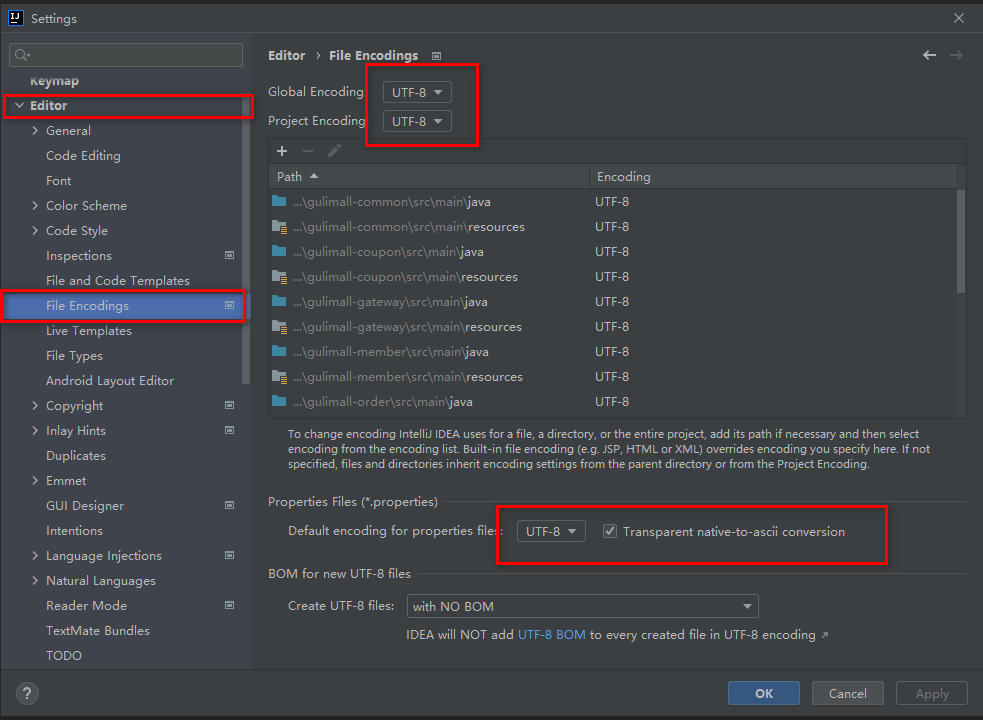 Settings
Keymap
Editor
General
Code Editing
Font
Color Scheme
Code Style
Inspections
File and Code Templates
File Encodings
Live Templates
File Types
Android Layout Editor
Copyright
Inlay Hints
Duplicates
Emmet
GUI Designer
Intentions
Language Injections
Natural Languages
Reader Mode
TextMate Bundles
TODO
Editor › File Encodings
Global Encoding: UTF-8
Project Encoding: UTF-8
Path Encoding
...\gulimall-common\src\main\java UTF-8
...\gulimall-common\src\main\resources UTF-8
...\gulimall-coupon\src\main\java UTF-8
...\gulimall-coupon\src\main\resources UTF-8
...\gulimall-gateway\src\main\java UTF-8
...\gulimall-gateway\src\main\resources UTF-8
...\gulimall-member\src\main\java UTF-8
...\gulimall-member\src\main\resources UTF-8
...\gulimall-order\src\main\java UTF-8
To change encoding IntelliJ IDEA uses for a file, a directory, or the entire project, add its path if necessary and then select
encoding from the encoding list. Built-in file encoding (e.g. JSP, HTML or XML) overrides encoding you specify here. If not
specified, files and directories inherit encoding settings from the parent directory or from the Project Encoding.
Properties Files (*.properties)
Default encoding for properties files: UTF-8 Transparent native-to-ascii conversion
BOM for new UTF-8 files
Create UTF-8 files: with NO BOM
IDEA will NOT add UTF-8 BOM to every created file in UTF-8 encoding ↗
? OK Cancel Apply